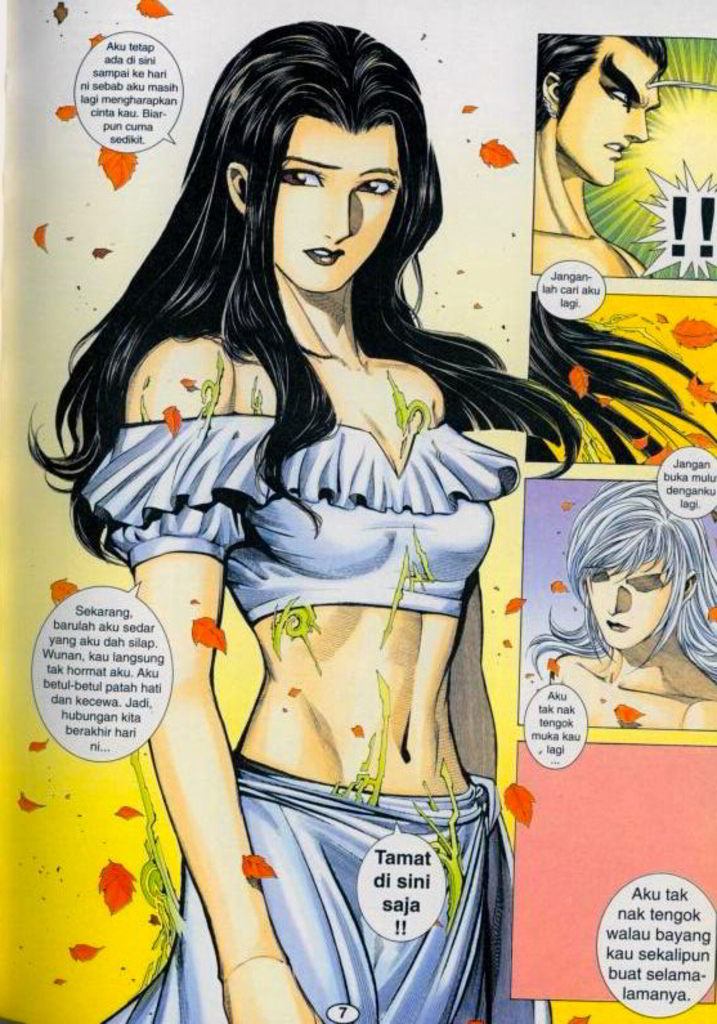 Aku tetap
ada di sini
sampai ke hari
ni sebab aku masih
lagi mengharapkan
cinta kau. Biar-
pun cuma
sedikit.
!!
Jangan-
lah cari aku
lagi.
Jangan
buka mulut
denganku
lagi.
Sekarang,
barulah aku sedar
yang aku dah silap.
Wunan, kau langsung
tak hormat aku. Aku
betul-betul patah hati
dan kecewa. Jadi,
hubungan kita
berakhir hari
ni...
Aku
tak nak
tengok
muka kau
lagi
...
Tamat
di sini
saja
!!
Aku tak
nak tengok
walau bayang
kau sekalipun
buat selama-
lamanya.
7